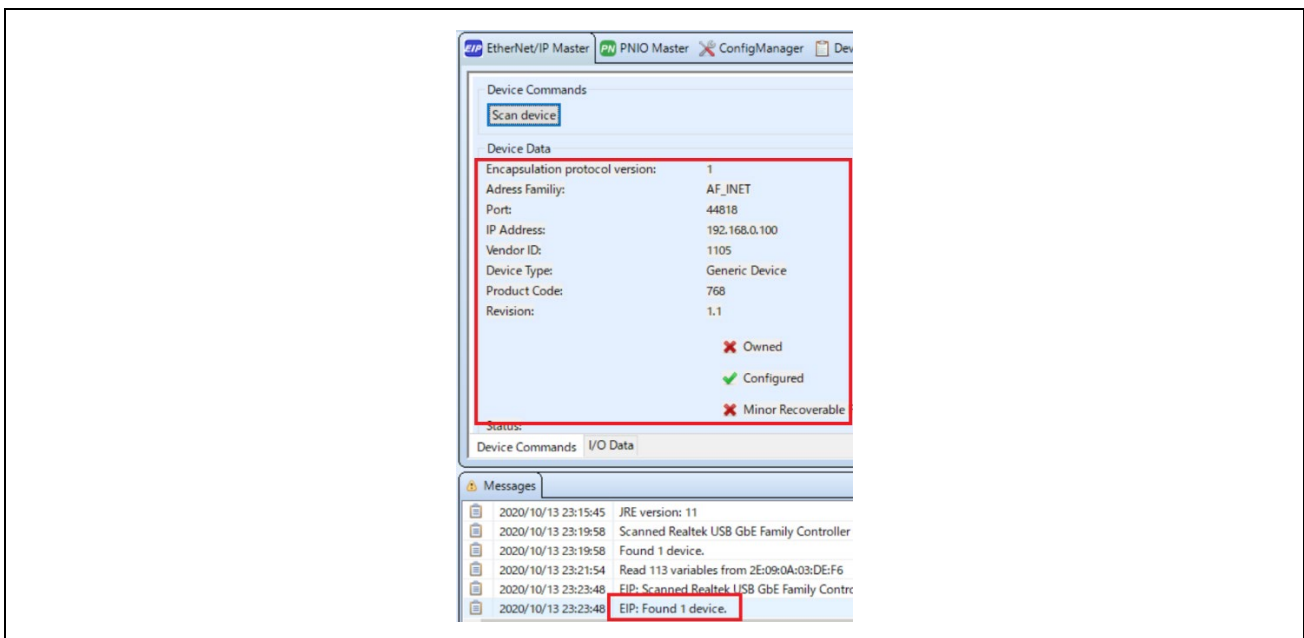 EIP EtherNet/IP Master PN PNIO Master ConfigManager Dev
Device Commands
Scan device
Device Data
Encapsulation protocol version: 1
Adress Familiy: AF_INET
Port: 44818
IP Address: 192.168.0.100
Vendor ID: 1105
Device Type: Generic Device
Product Code: 768
Revision: 1.1
Owned
Configured
Minor Recoverable
Status:
Device Commands I/O Data
Messages
2020/10/13 23:15:45 JRE version: 11
2020/10/13 23:19:58 Scanned Realtek USB GbE Family Controller
2020/10/13 23:19:58 Found 1 device.
2020/10/13 23:21:54 Read 113 variables from 2E:09:0A:03:DE:F6
2020/10/13 23:23:48 EIP: Scanned Realtek USB GbE Family Contro
2020/10/13 23:23:48 EIP: Found 1 device.